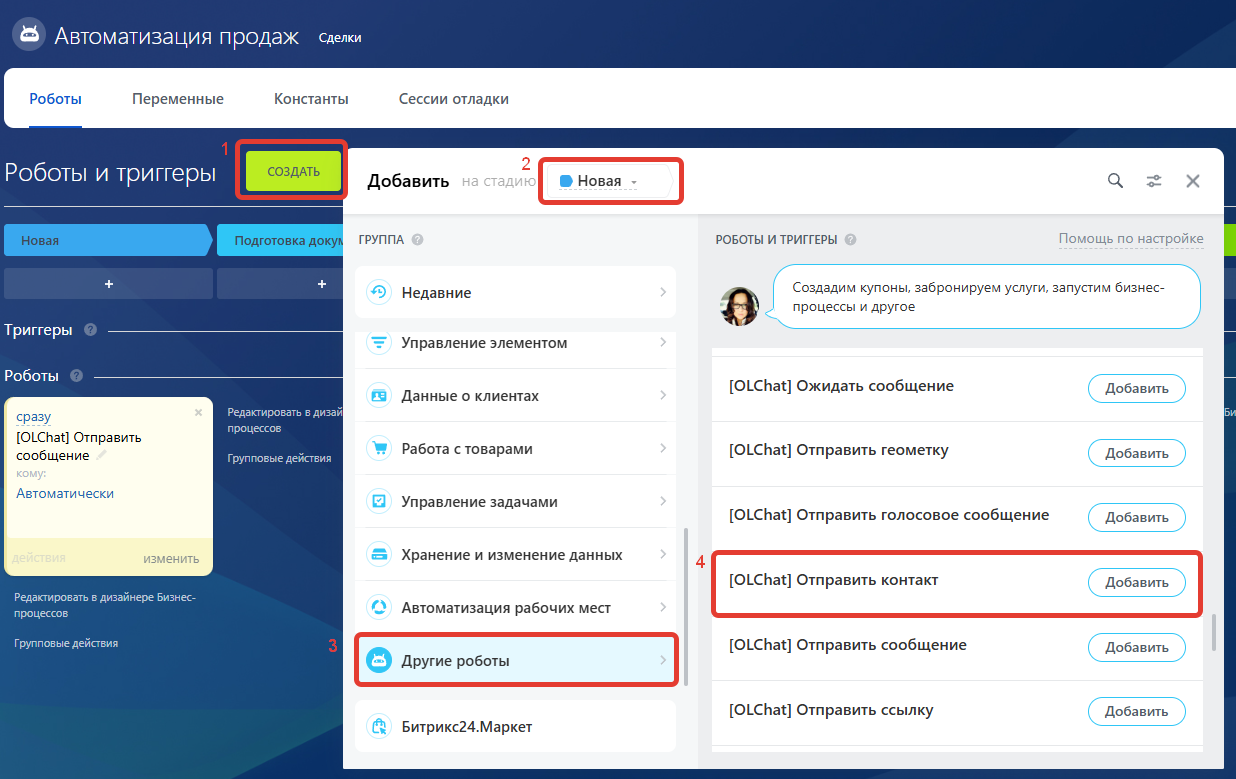 Автоматизация продаж Сделки
Роботы Переменные Константы Сессии отладки
Роботы и триггеры
1
СОЗДАТЬ
Новая
Подготовка докум
+
+
Триггеры ?
Роботы ?
сразу
[OLChat] Отправить
сообщение
кому:
Автоматически
действия
изменить
Редактировать в дизайнере Бизнес-
процессов
Групповые действия
Редактировать в дизай
процессов
Групповые действия
Добавить на стадию
2
Новая
ГРУППА ?
Недавние
Управление элементом
Данные о клиентах
Работа с товарами
Управление задачами
Хранение и изменение данных
Автоматизация рабочих мест
3
Другие роботы
Битрикс24.Маркет
РОБОТЫ И ТРИГГЕРЫ ?
Помощь по настройке
Создадим купоны, забронируем услуги, запустим бизнес-
процессы и другое
[OLChat] Ожидать сообщение Добавить
[OLChat] Отправить геометку Добавить
[OLChat] Отправить голосовое сообщение Добавить
4
[OLChat] Отправить контакт Добавить
[OLChat] Отправить сообщение Добавить
[OLChat] Отправить ссылку Добавить